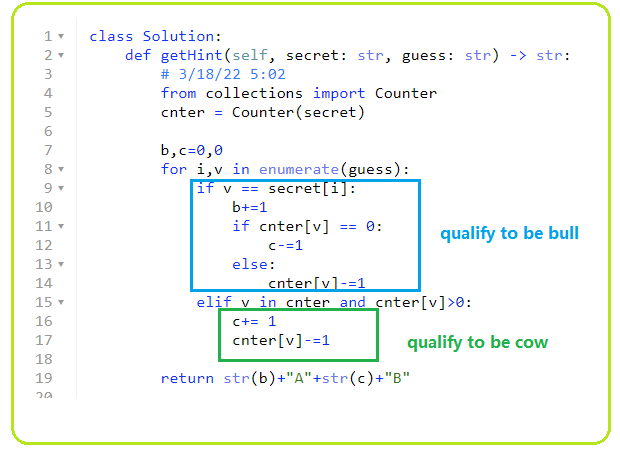 1 class Solution:
2 def getHint(self, secret: str, guess: str) -> str:
3 # 3/18/22 5:02
4 from collections import Counter
5 cnter = Counter(secret)
6
7 b,c=0,0
8 for i,v in enumerate(guess):
9 if v == secret[i]:
10 b+=1
11 if cnter[v] == 0:
qualify to be bull
12 c-=1
13 else:
14 cnter[v]-=1
15 elif v in cnter and cnter[v]>0:
16 c+= 1
17 cnter[v]-=1
qualify to be cow
18
19 return str(b)+"A"+str(c)+"B"
20